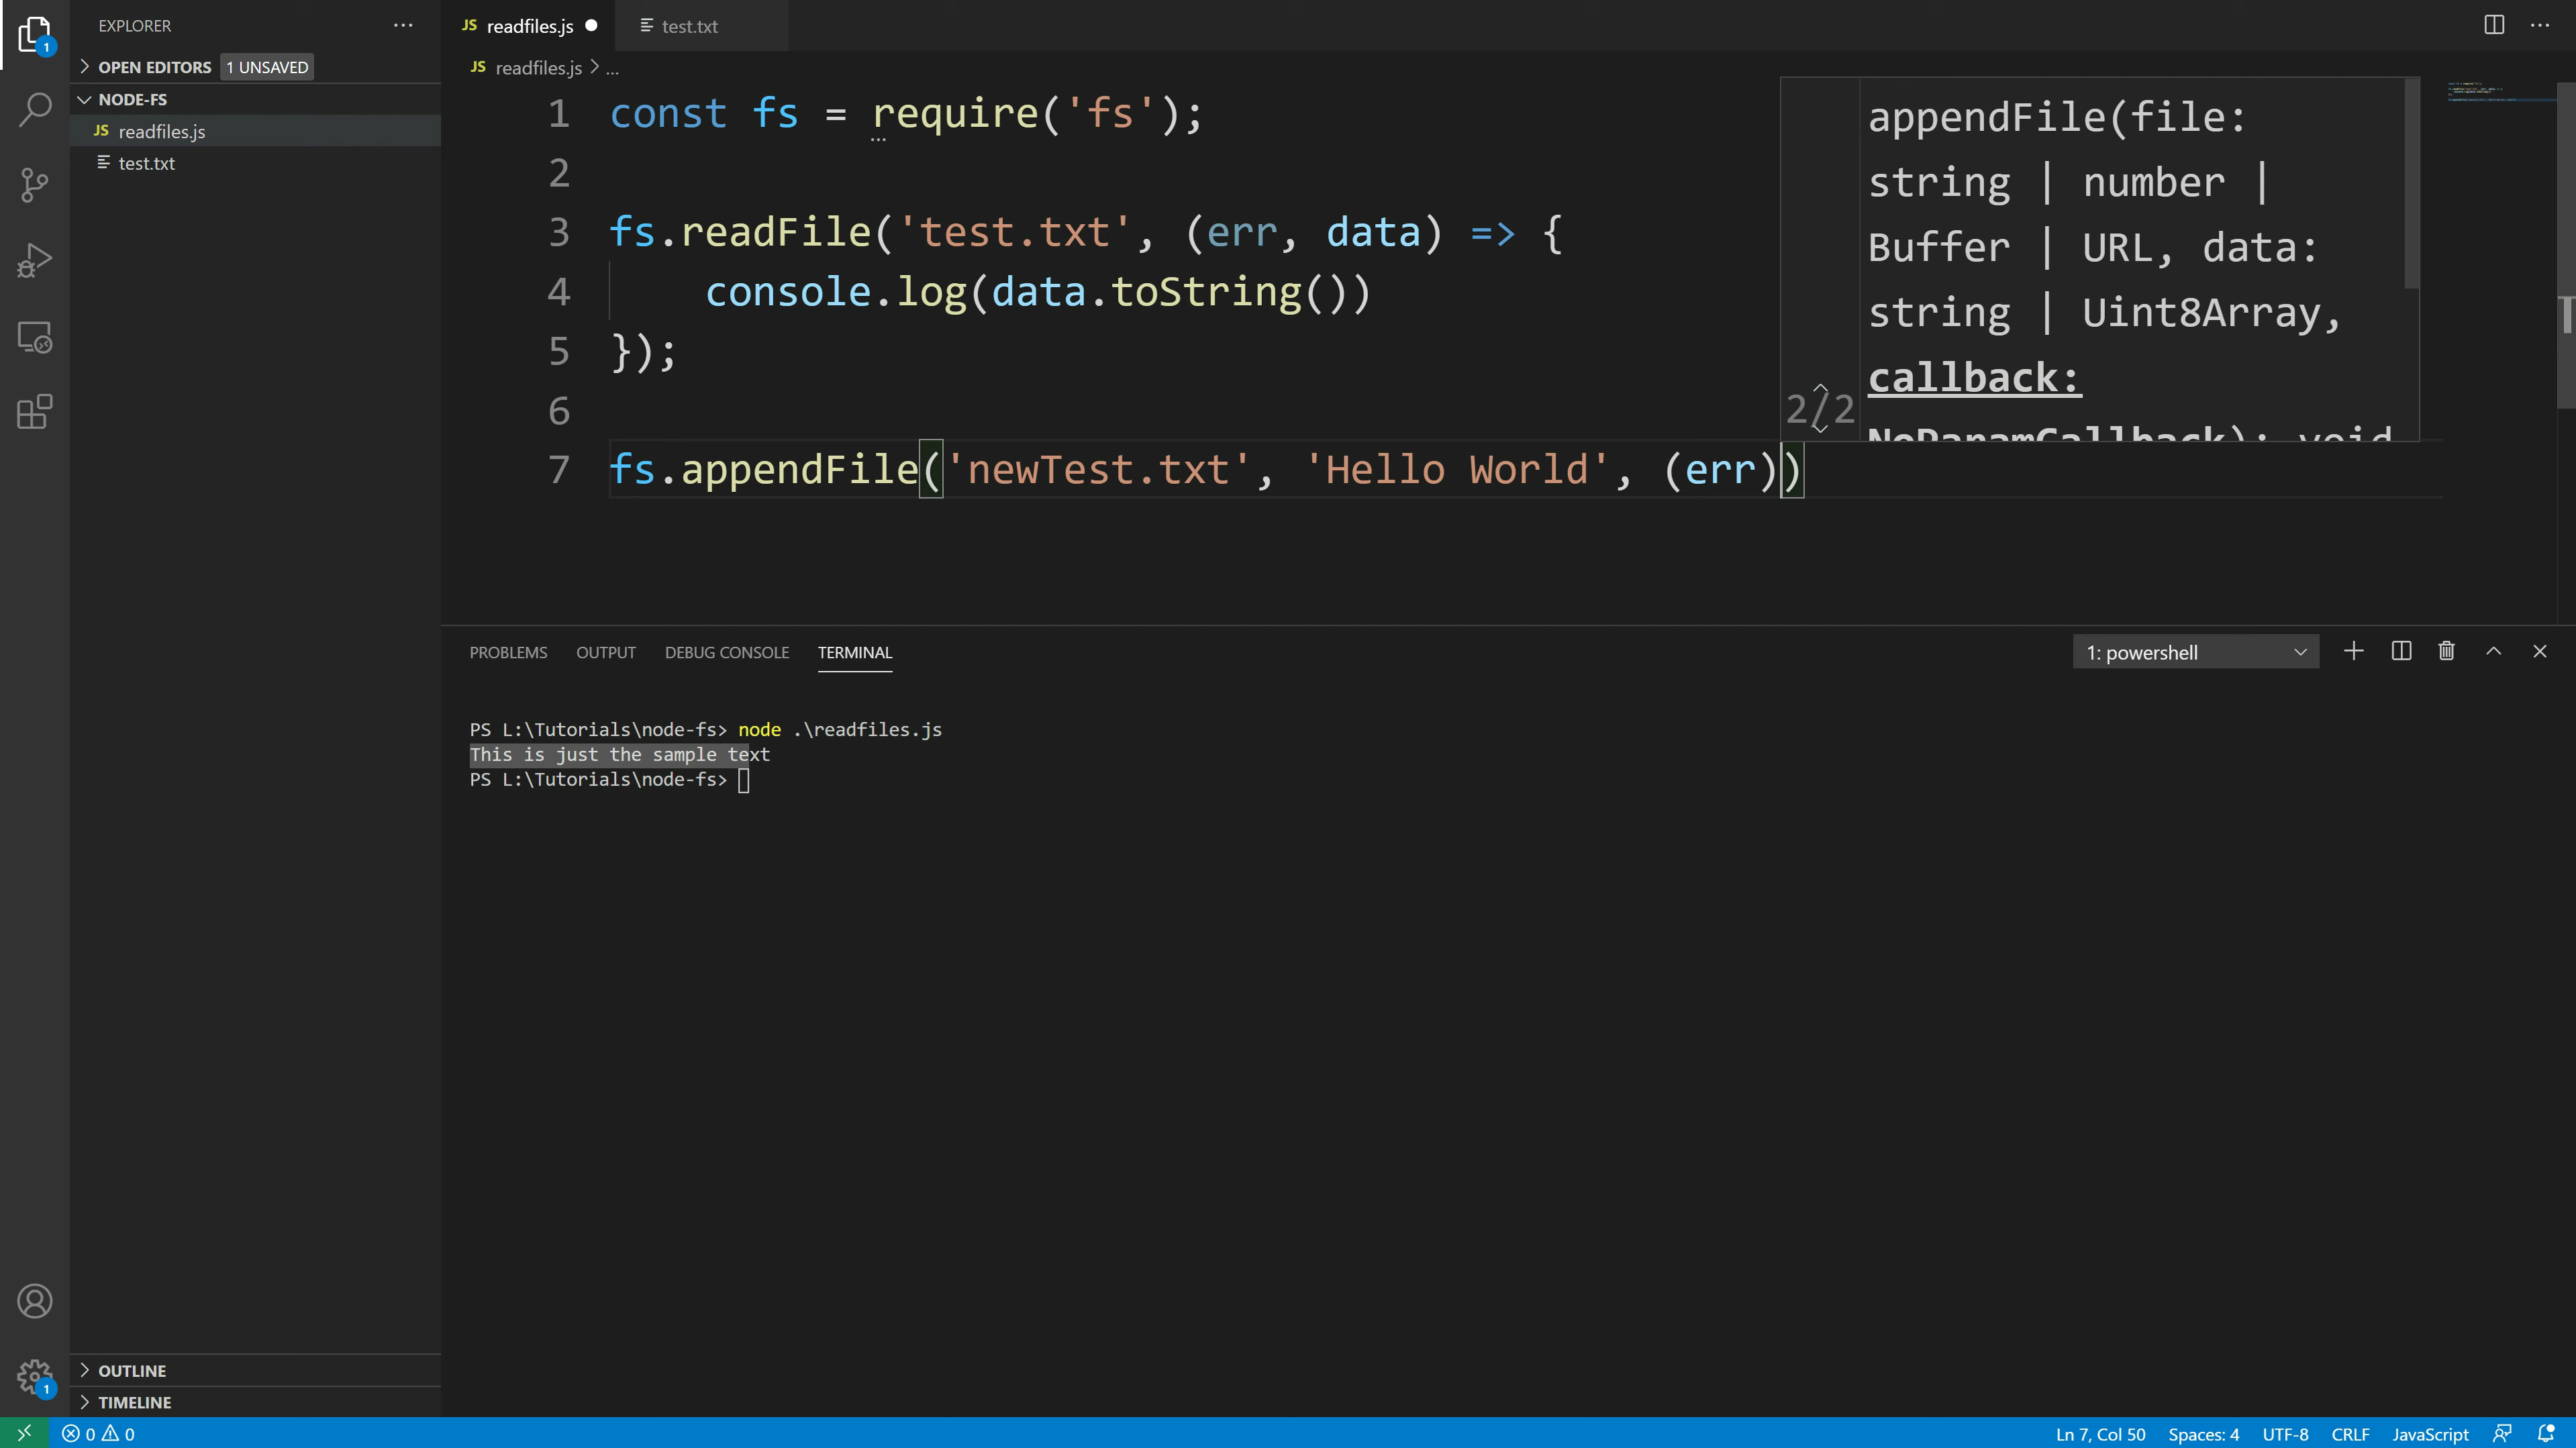 EXPLORER
OPEN EDITORS 1 UNSAVED
NODE-FS
JS readfiles.js
test.txt
OUTLINE
TIMELINE
1
1
JS readfiles.js
test.txt
JS readfiles.js > ...
1 const fs = require('fs');
2
3 fs.readFile('test.txt', (err, data) => {
4 console.log(data.toString())
5 });
6
7 fs.appendFile('newTest.txt', 'Hello World', (err))
appendFile(file:
string | number |
Buffer | URL, data:
string | Uint8Array,
callback:
NoParamCallback): void
2/2
PROBLEMS OUTPUT DEBUG CONSOLE TERMINAL
1: powershell
PS L:\Tutorials\node-fs> node .\readfiles.js
This is just the sample text
PS L:\Tutorials\node-fs>
0 0
Ln 7, Col 50 Spaces: 4 UTF-8 CRLF JavaScript